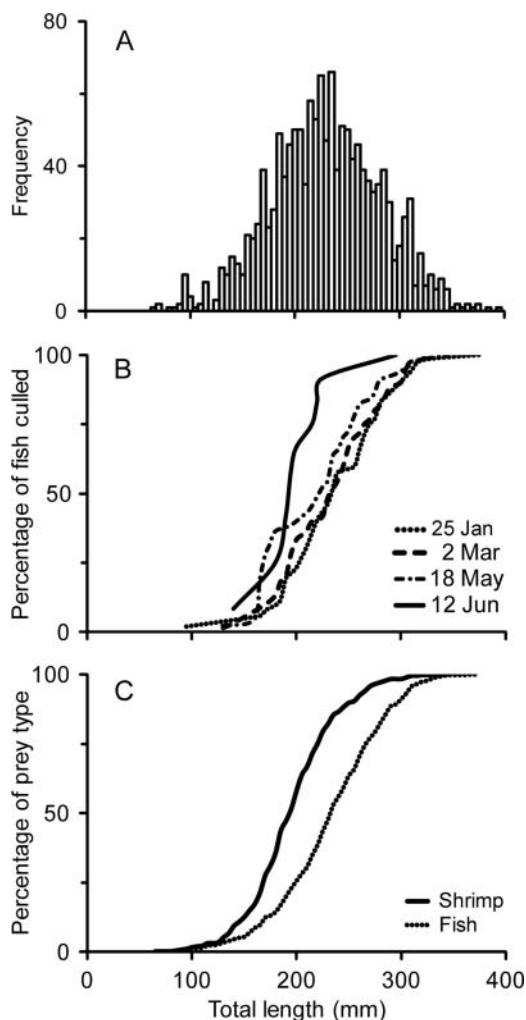 A
80
40
0
Frequency
B
100
50
0
Percentage of fish culled
25 Jan
2 Mar
18 May
12 Jun
C
100
50
0
Percentage of prey type
Shrimp
Fish
0 100 200 300 400
Total length (mm)